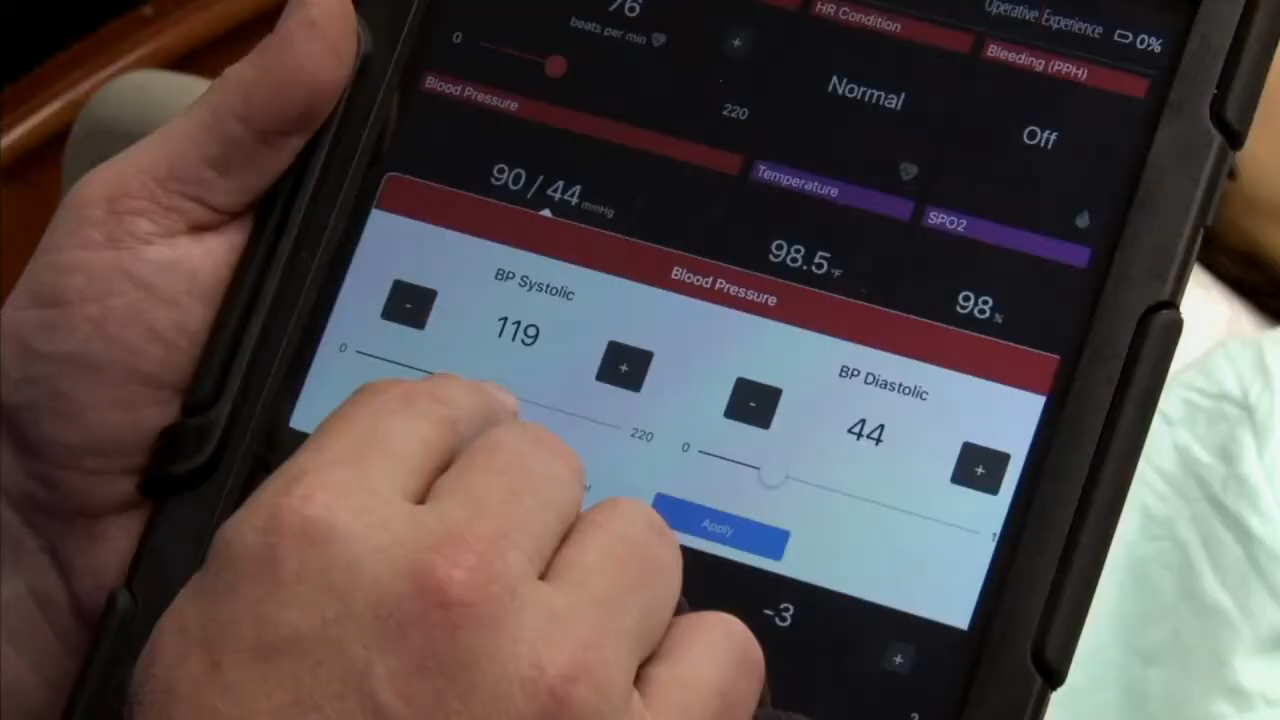 76
beats per min
0
220
HR Condition
Normal
Operative Experience
0%
Bleeding (PPH)
Off
Blood Pressure
90 / 44 mmHg
Temperature
98.5 °F
SPO2
98 %
Blood Pressure
BP Systolic
-
119
+
0
220
BP Diastolic
-
44
+
0
Apply
-3
+